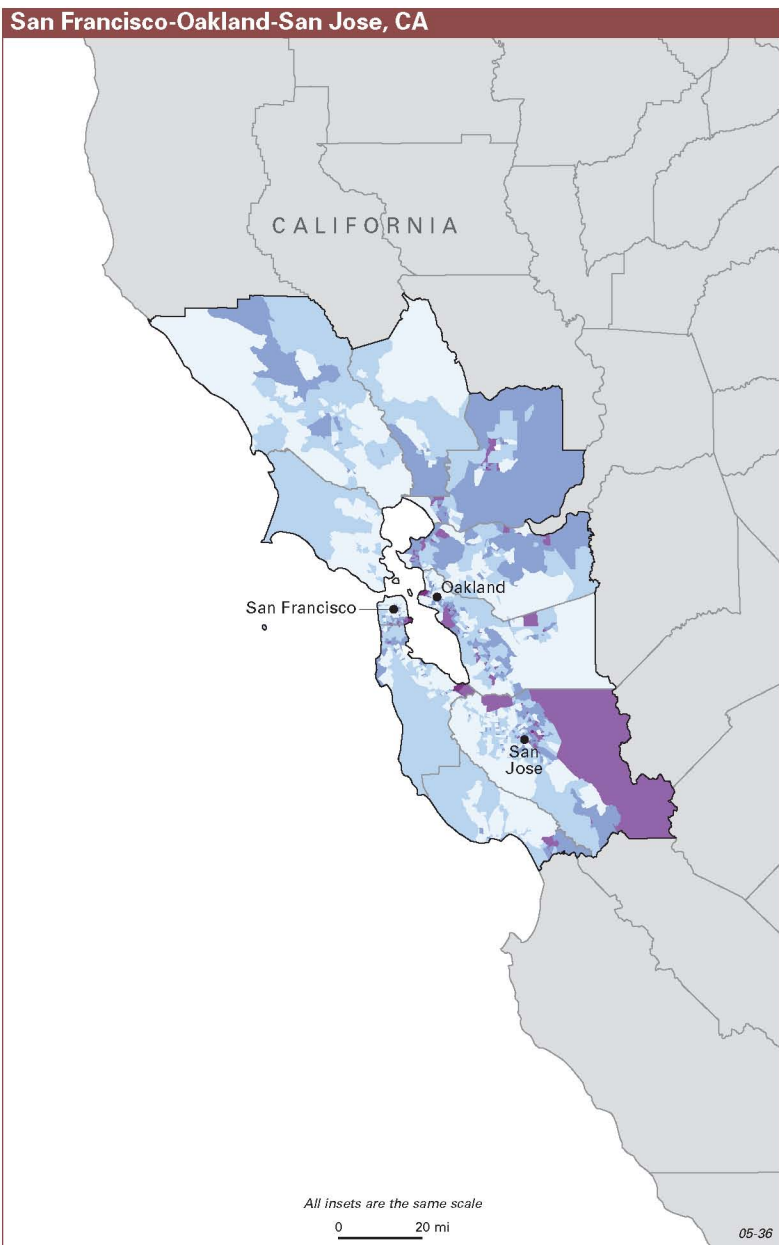 San Francisco-Oakland-San Jose, CA
CALIFORNIA
Oakland
San Francisco
San
Jose
All insets are the same scale
0 20 mi
05-36